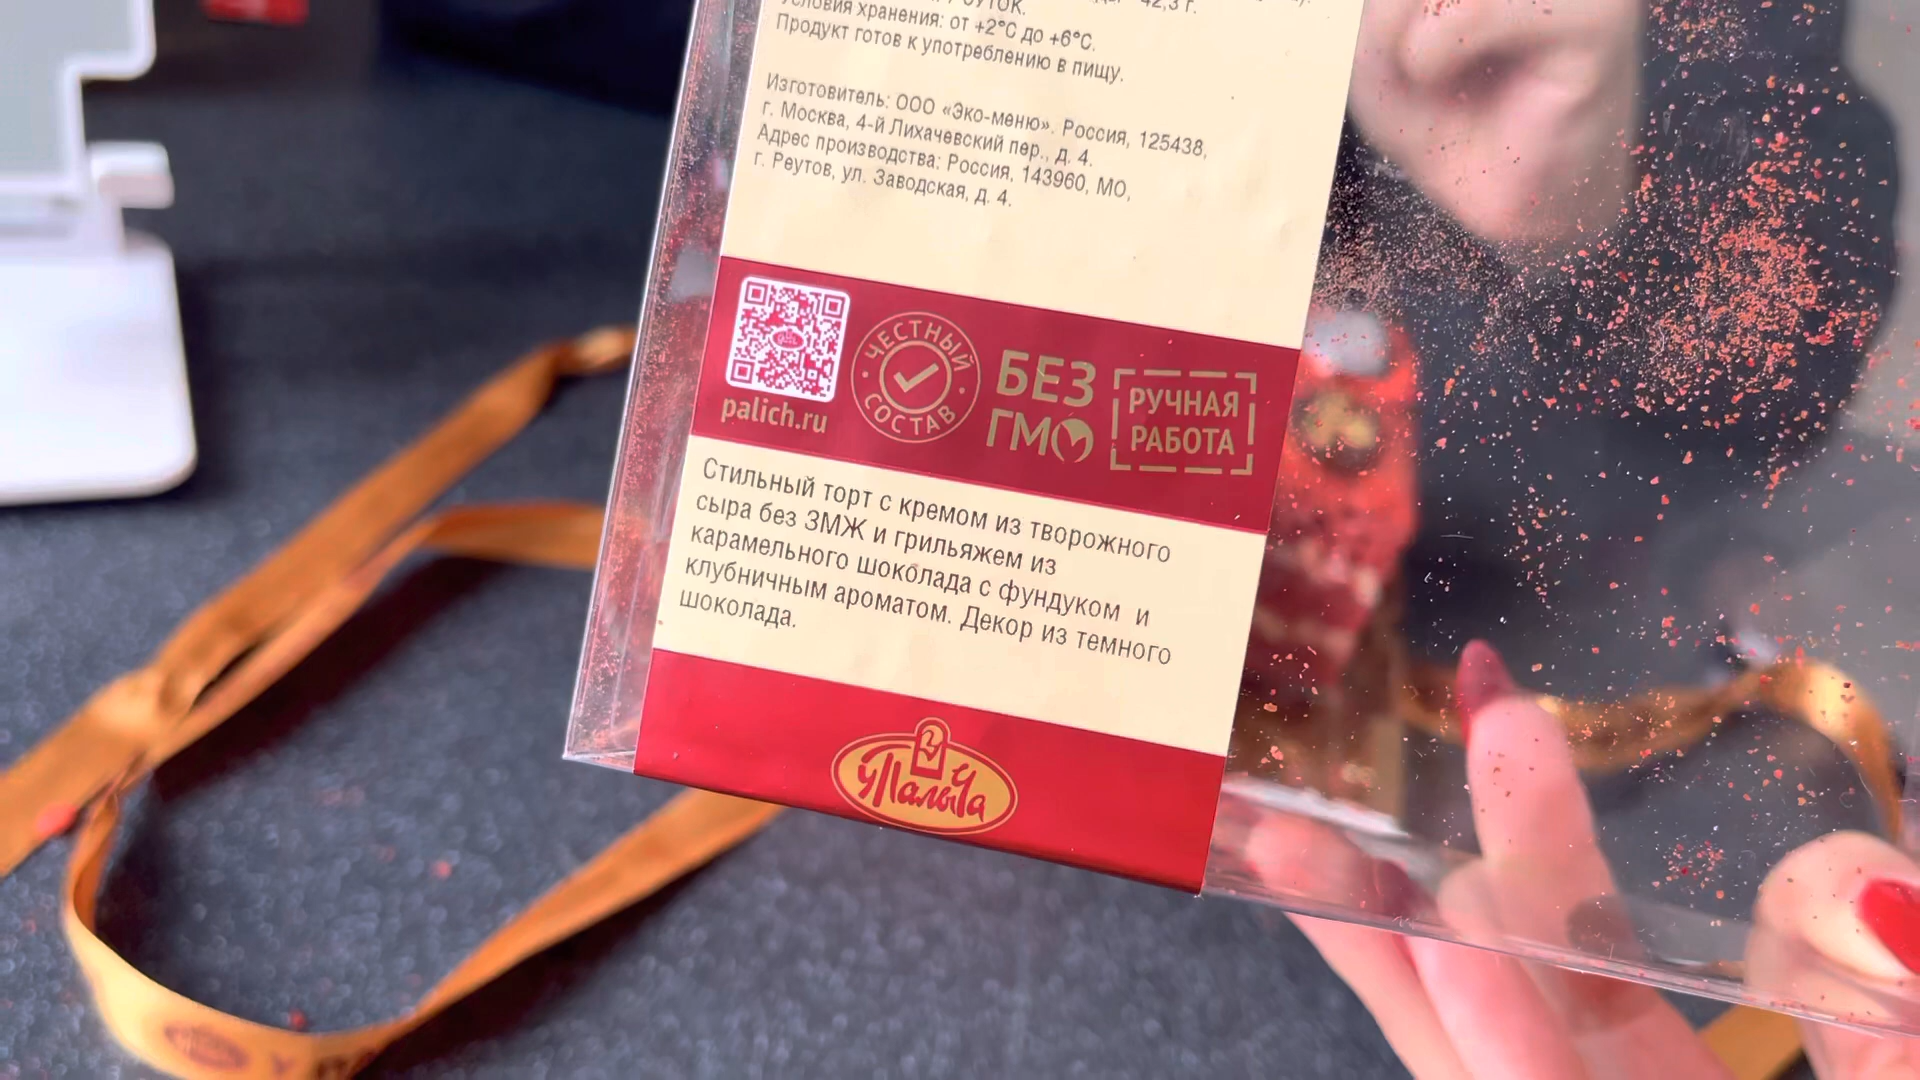 42,3 г.
СУТОК.
Условия хранения: от +2°C до +6°C.
Продукт готов к употреблению в пищу.
Изготовитель: ООО «Эко-меню». Россия, 125438,
г. Москва, 4-й Лихачевский пер., д. 4.
Адрес производства: Россия, 143960, МО,
г. Реутов, ул. Заводская, д. 4.
palich.ru
ЧЕСТНЫЙ
СОСТАВ
БЕЗ
ГМО
РУЧНАЯ
РАБОТА
Стильный торт с кремом из творожного
сыра без ЗМЖ и грильяжем из
карамельного шоколада с фундуком и
клубничным ароматом. Декор из темного
шоколада.
у Палыча